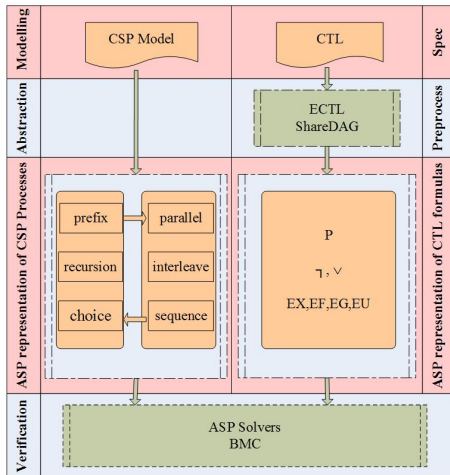 Modelling
CSP Model
CTL
Spec
Abstraction
ECTL
ShareDAG
Preprocess
ASP representation of CSP Processes
prefix
parallel
recursion
interleave
choice
sequence
P
¬, ∨
EX,EF,EG,EU
ASP representation of CTL formulas
Verification
ASP Solvers
BMC